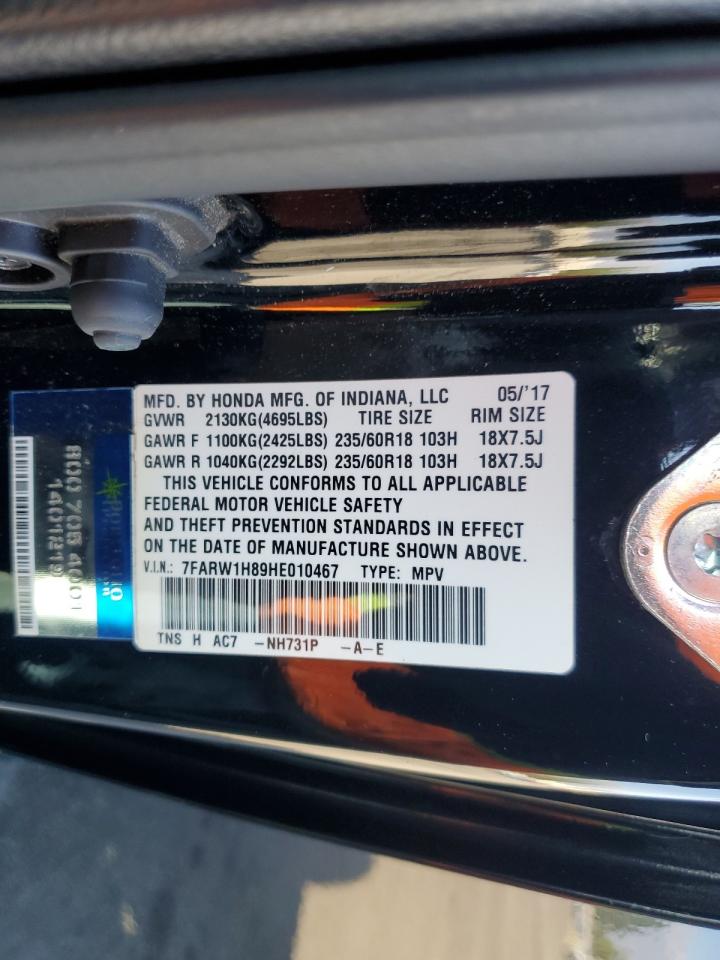 MFD. BY HONDA MFG. OF INDIANA, LLC 05/'17
GVWR 2130KG(4695LBS) TIRE SIZE RIM SIZE
GAWR F 1100KG(2425LBS) 235/60R18 103H 18X7.5J
GAWR R 1040KG(2292LBS) 235/60R18 103H 18X7.5J
THIS VEHICLE CONFORMS TO ALL APPLICABLE
FEDERAL MOTOR VEHICLE SAFETY
AND THEFT PREVENTION STANDARDS IN EFFECT
ON THE DATE OF MANUFACTURE SHOWN ABOVE.
V.I.N.: 7FARW1H89HE010467 TYPE: MPV
TNS H AC7 -NH731P -A-E
800 705 4001